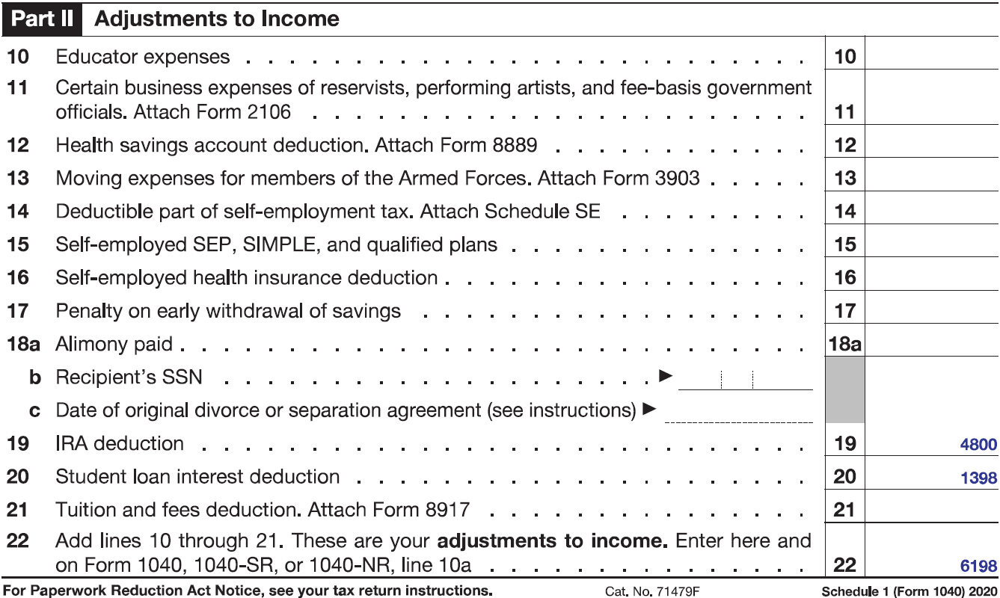 Part II Adjustments to Income
10 Educator expenses . . . . . . . . . . . . . . . . . . . . . . . . . . 10
11 Certain business expenses of reservists, performing artists, and fee-basis government
officials. Attach Form 2106 . . . . . . . . . . . . . . . . . . . . . . . 11
12 Health savings account deduction. Attach Form 8889 . . . . . . . . . . . . 12
13 Moving expenses for members of the Armed Forces. Attach Form 3903 . . . . . 13
14 Deductible part of self-employment tax. Attach Schedule SE . . . . . . . . . 14
15 Self-employed SEP, SIMPLE, and qualified plans . . . . . . . . . . . . . . 15
16 Self-employed health insurance deduction . . . . . . . . . . . . . . . . . 16
17 Penalty on early withdrawal of savings . . . . . . . . . . . . . . . . . . 17
18a Alimony paid . . . . . . . . . . . . . . . . . . . . . . . . . . . . . 18a
b Recipient's SSN . . . . . . . . . . . . . . . . . . . . ►
c Date of original divorce or separation agreement (see instructions) ►
19 IRA deduction . . . . . . . . . . . . . . . . . . . . . . . . . . . . 19 4800
20 Student loan interest deduction . . . . . . . . . . . . . . . . . . . . . 20 1398
21 Tuition and fees deduction. Attach Form 8917 . . . . . . . . . . . . . . . 21
22 Add lines 10 through 21. These are your adjustments to income. Enter here and
on Form 1040, 1040-SR, or 1040-NR, line 10a . . . . . . . . . . . . . . . 22 6198
For Paperwork Reduction Act Notice, see your tax return instructions. Cat. No. 71479F Schedule 1 (Form 1040) 2020